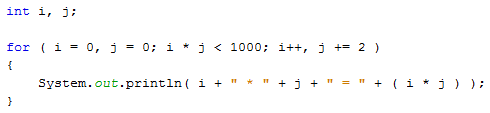 int i, j;
for ( i = 0, j = 0; i * j < 1000; i++, j += 2 )
{
System.out.println( i + " * " + j + " = " + ( i * j ) );
}